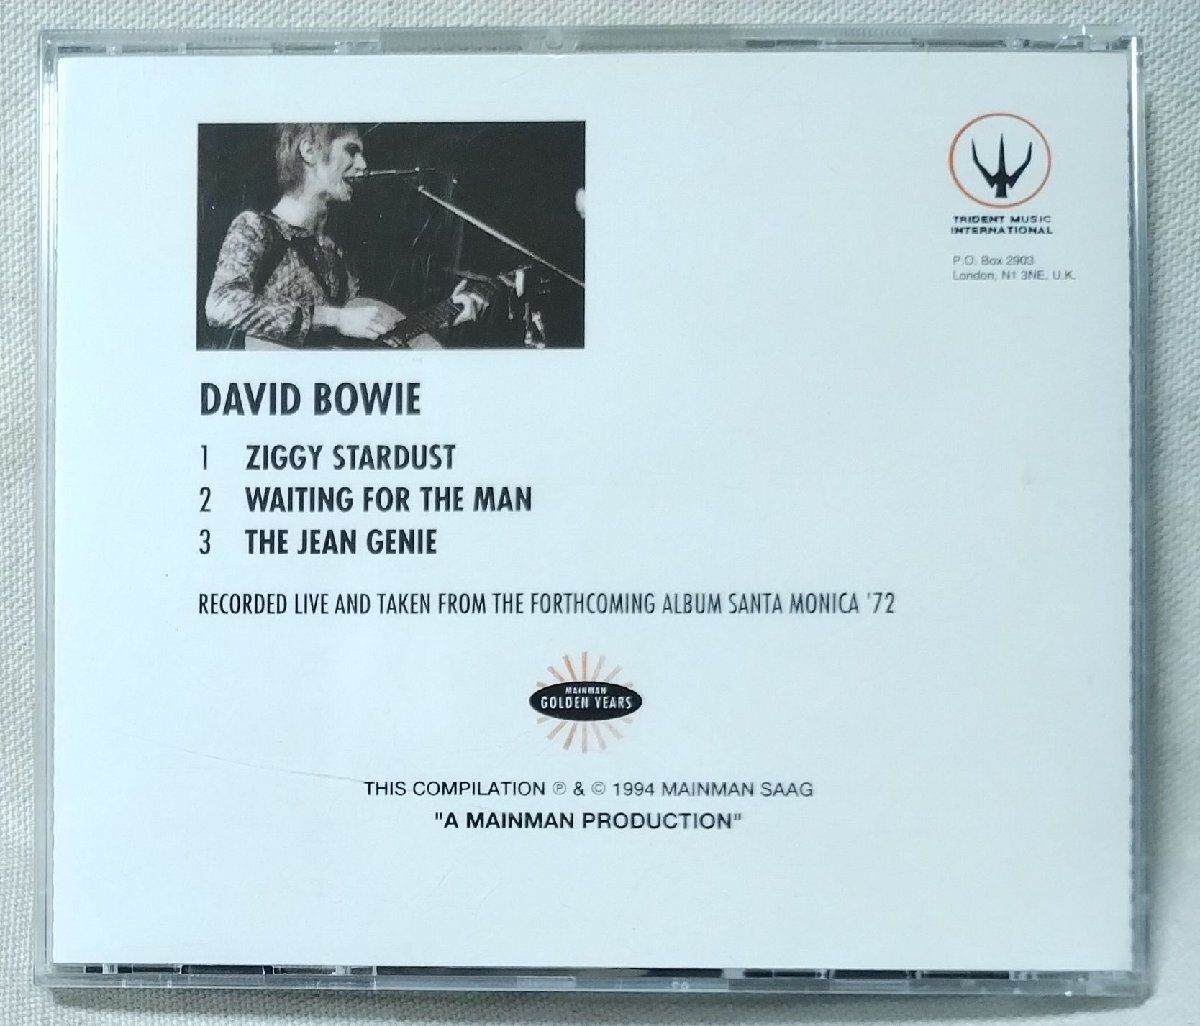 TRIDENT MUSIC
INTERNATIONAL
P.O. Box 2903
London, N1 3NE, U.K.
DAVID BOWIE
1 ZIGGY STARDUST
2 WAITING FOR THE MAN
3 THE JEAN GENIE
RECORDED LIVE AND TAKEN FROM THE FORTHCOMING ALBUM SANTA MONICA '72
MAINMAN
GOLDEN YEARS
THIS COMPILATION ℗ & © 1994 MAINMAN SAAG
"A MAINMAN PRODUCTION"